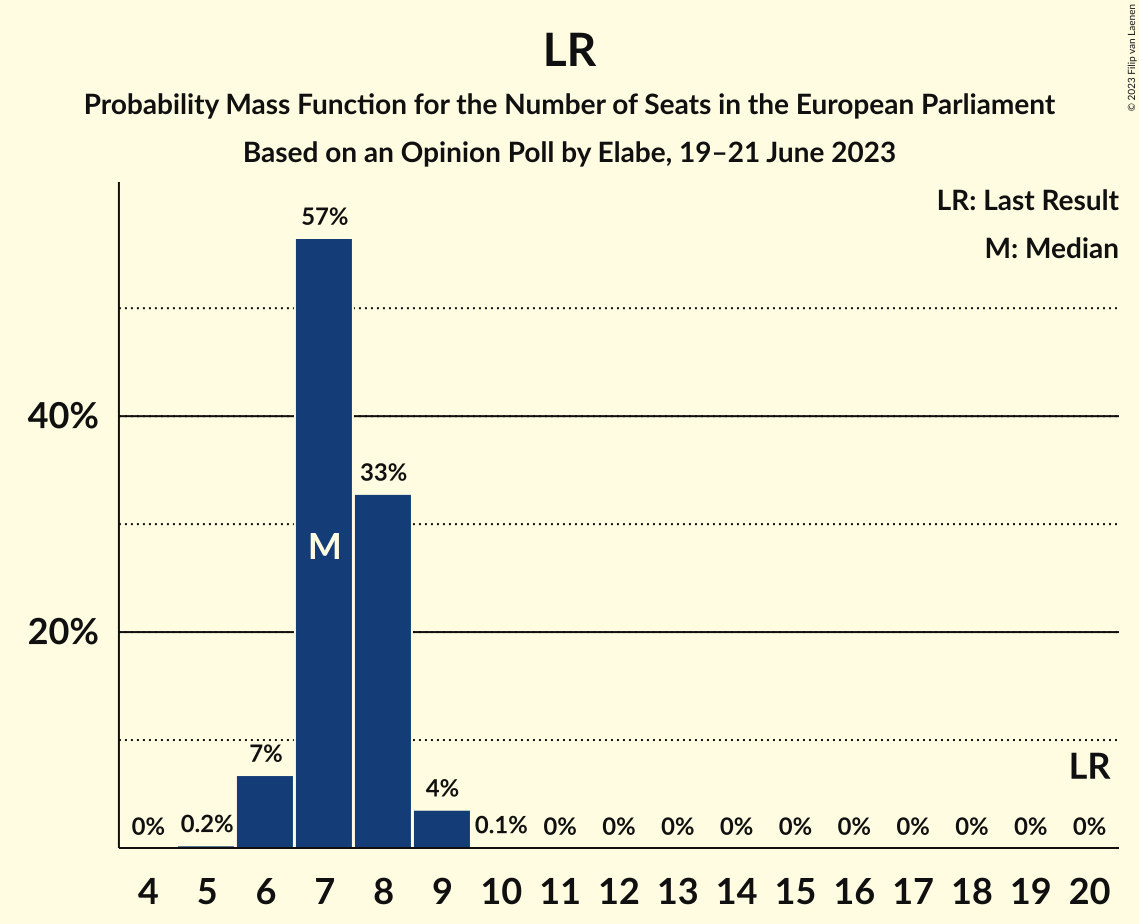 LR
Probability Mass Function for the Number of Seats in the European Parliament
Based on an Opinion Poll by Elabe, 19–21 June 2023
© 2023 Filip van Laenen
LR: Last Result
M: Median
57%
40%
33%
M
20%
7%
LR
4%
0% 0.2% 0.1% 0% 0% 0% 0% 0% 0% 0% 0% 0% 0%
4 5 6 7 8 9 10 11 12 13 14 15 16 17 18 19 20